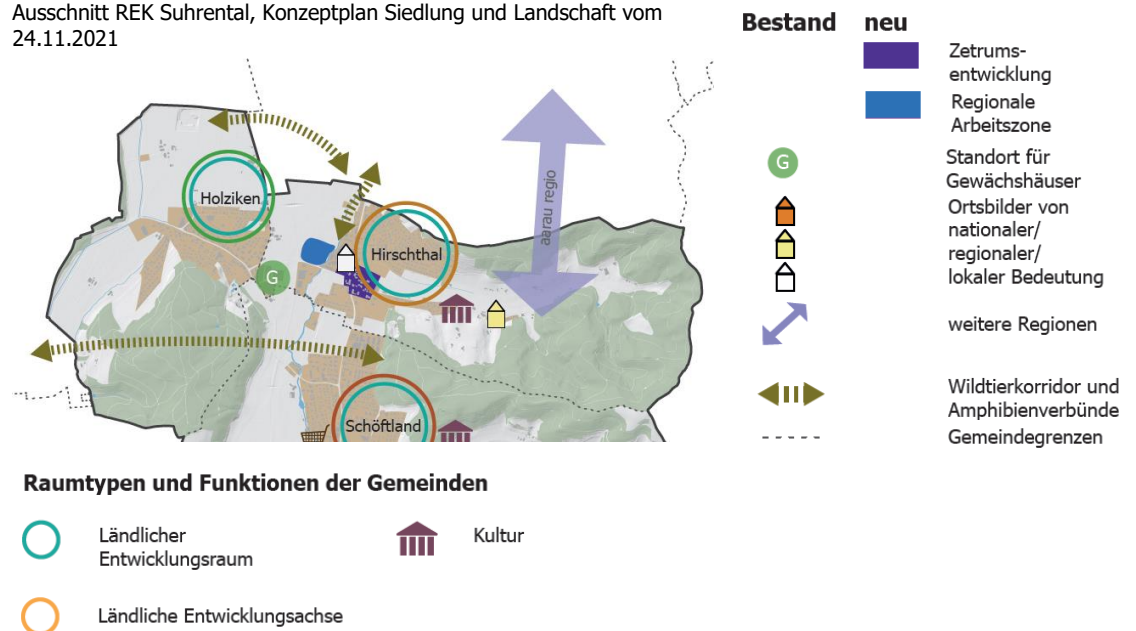 Ausschnitt REK Suhrental, Konzeptplan Siedlung und Landschaft vom
24.11.2021
Bestand neu
Zetrums-
entwicklung
Regionale
Arbeitszone
G
Standort für
Gewächshäuser
Ortsbilder von
nationaler/
regionaler/
lokaler Bedeutung
weitere Regionen
Wildtierkorridor und
Amphibienverbünde
Gemeindegrenzen
Holziken
Hirschthal
G
aarau regio
Schöftland
Raumtypen und Funktionen der Gemeinden
Ländlicher
Entwicklungsraum
Kultur
Ländliche Entwicklungsachse